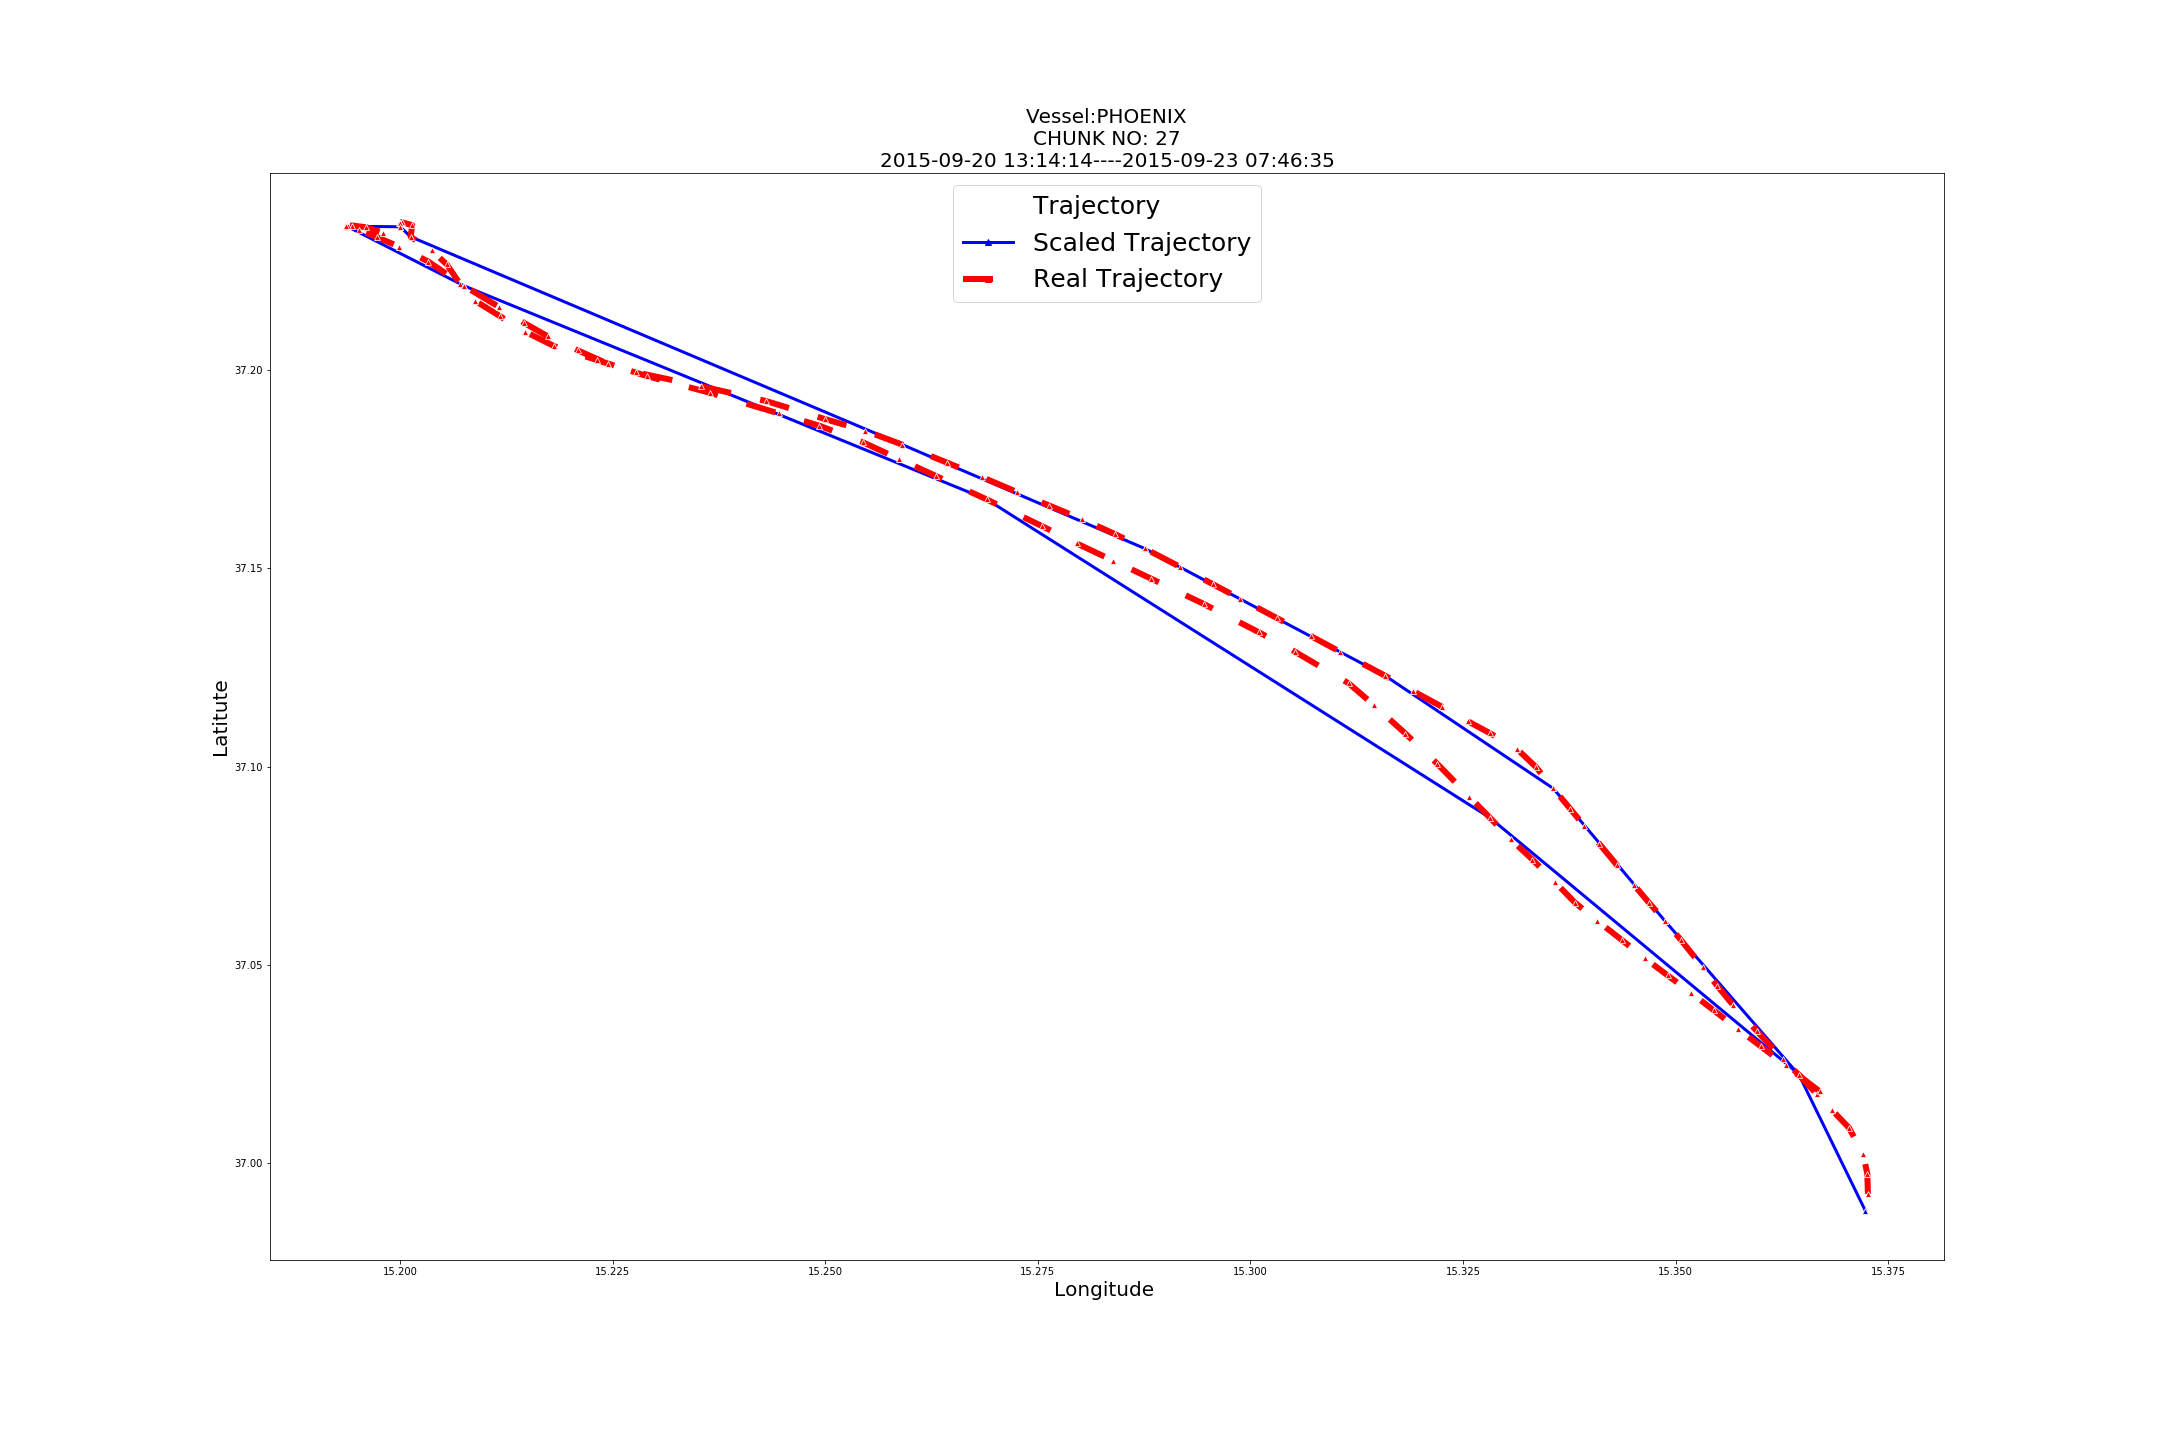 Vessel:PHOENIX
CHUNK NO: 27
2015-09-20 13:14:14----2015-09-23 07:46:35
Trajectory
Scaled Trajectory
Real Trajectory
Latitute
37.20
37.15
37.10
37.05
37.00
15.200 15.225 15.250 15.275 15.300 15.325 15.350 15.375
Longitude